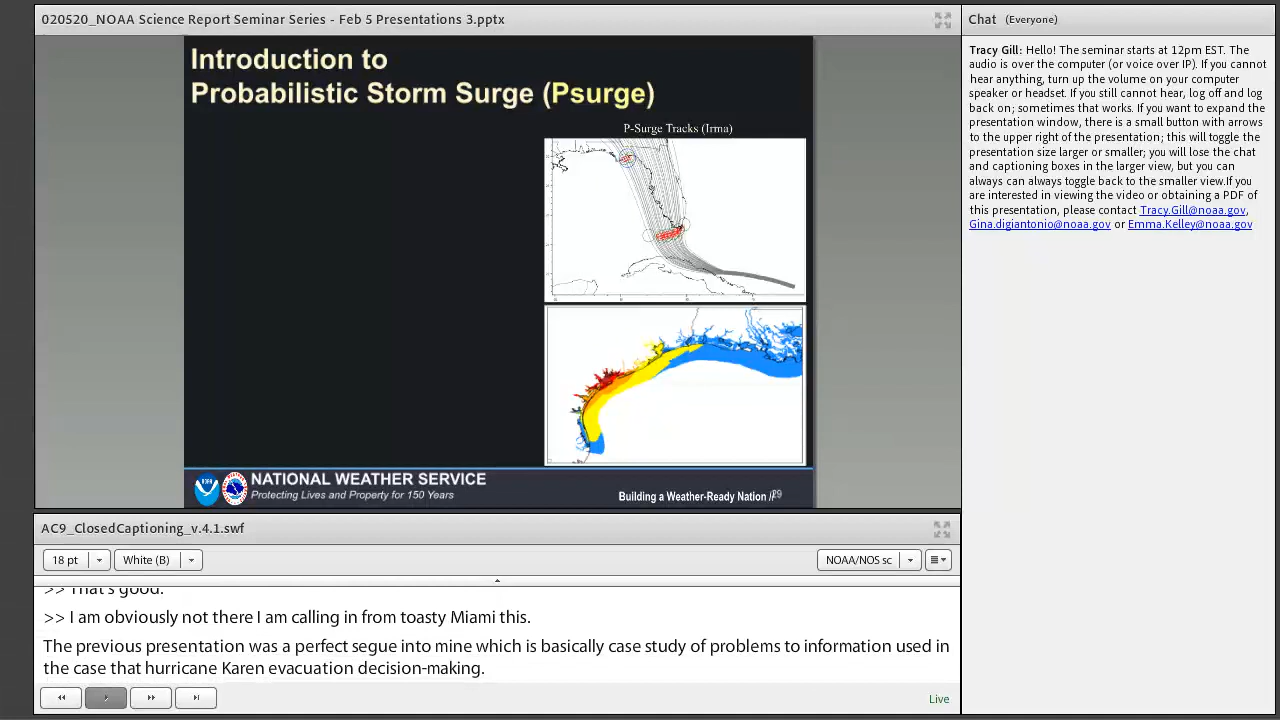 020520_NOAA Science Report Seminar Series - Feb 5 Presentations 3.pptx
Introduction to
Probabilistic Storm Surge (Psurge)
P-Surge Tracks (Irma)
NATIONAL WEATHER SERVICE
Protecting Lives and Property for 150 Years
Building a Weather-Ready Nation // 29
AC9_ClosedCaptioning_v.4.1.swf
18 pt
White (B)
NOAA/NOS sc
>> That's good.
>> I am obviously not there I am calling in from toasty Miami this.
The previous presentation was a perfect segue into mine which is basically case study of problems to information used in
the case that hurricane Karen evacuation decision-making.
Live
Chat (Everyone)
Tracy Gill: Hello! The seminar starts at 12pm EST. The
audio is over the computer (or voice over IP). If you cannot
hear anything, turn up the volume on your computer
speaker or headset. If you still cannot hear, log off and log
back on; sometimes that works. If you want to expand the
presentation window, there is a small button with arrows
to the upper right of the presentation; this will toggle the
presentation size larger or smaller; you will lose the chat
and captioning boxes in the larger view, but you can
always can always toggle back to the smaller view.If you
are interested in viewing the video or obtaining a PDF of
this presentation, please contact Tracy.Gill@noaa.gov,
Gina.digiantonio@noaa.gov or Emma.Kelley@noaa.gov